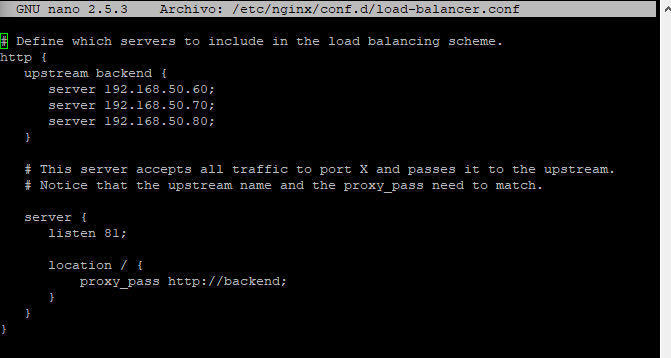 GNU nano 2.5.3    Archivo: /etc/nginx/conf.d/load-balancer.conf
# Define which servers to include in the load balancing scheme.
http {
   upstream backend {
      server 192.168.50.60;
      server 192.168.50.70;
      server 192.168.50.80;
   }
   # This server accepts all traffic to port X and passes it to the upstream.
   # Notice that the upstream name and the proxy_pass need to match.
   server {
      listen 81;
      location / {
          proxy_pass http://backend;
      }
   }
}